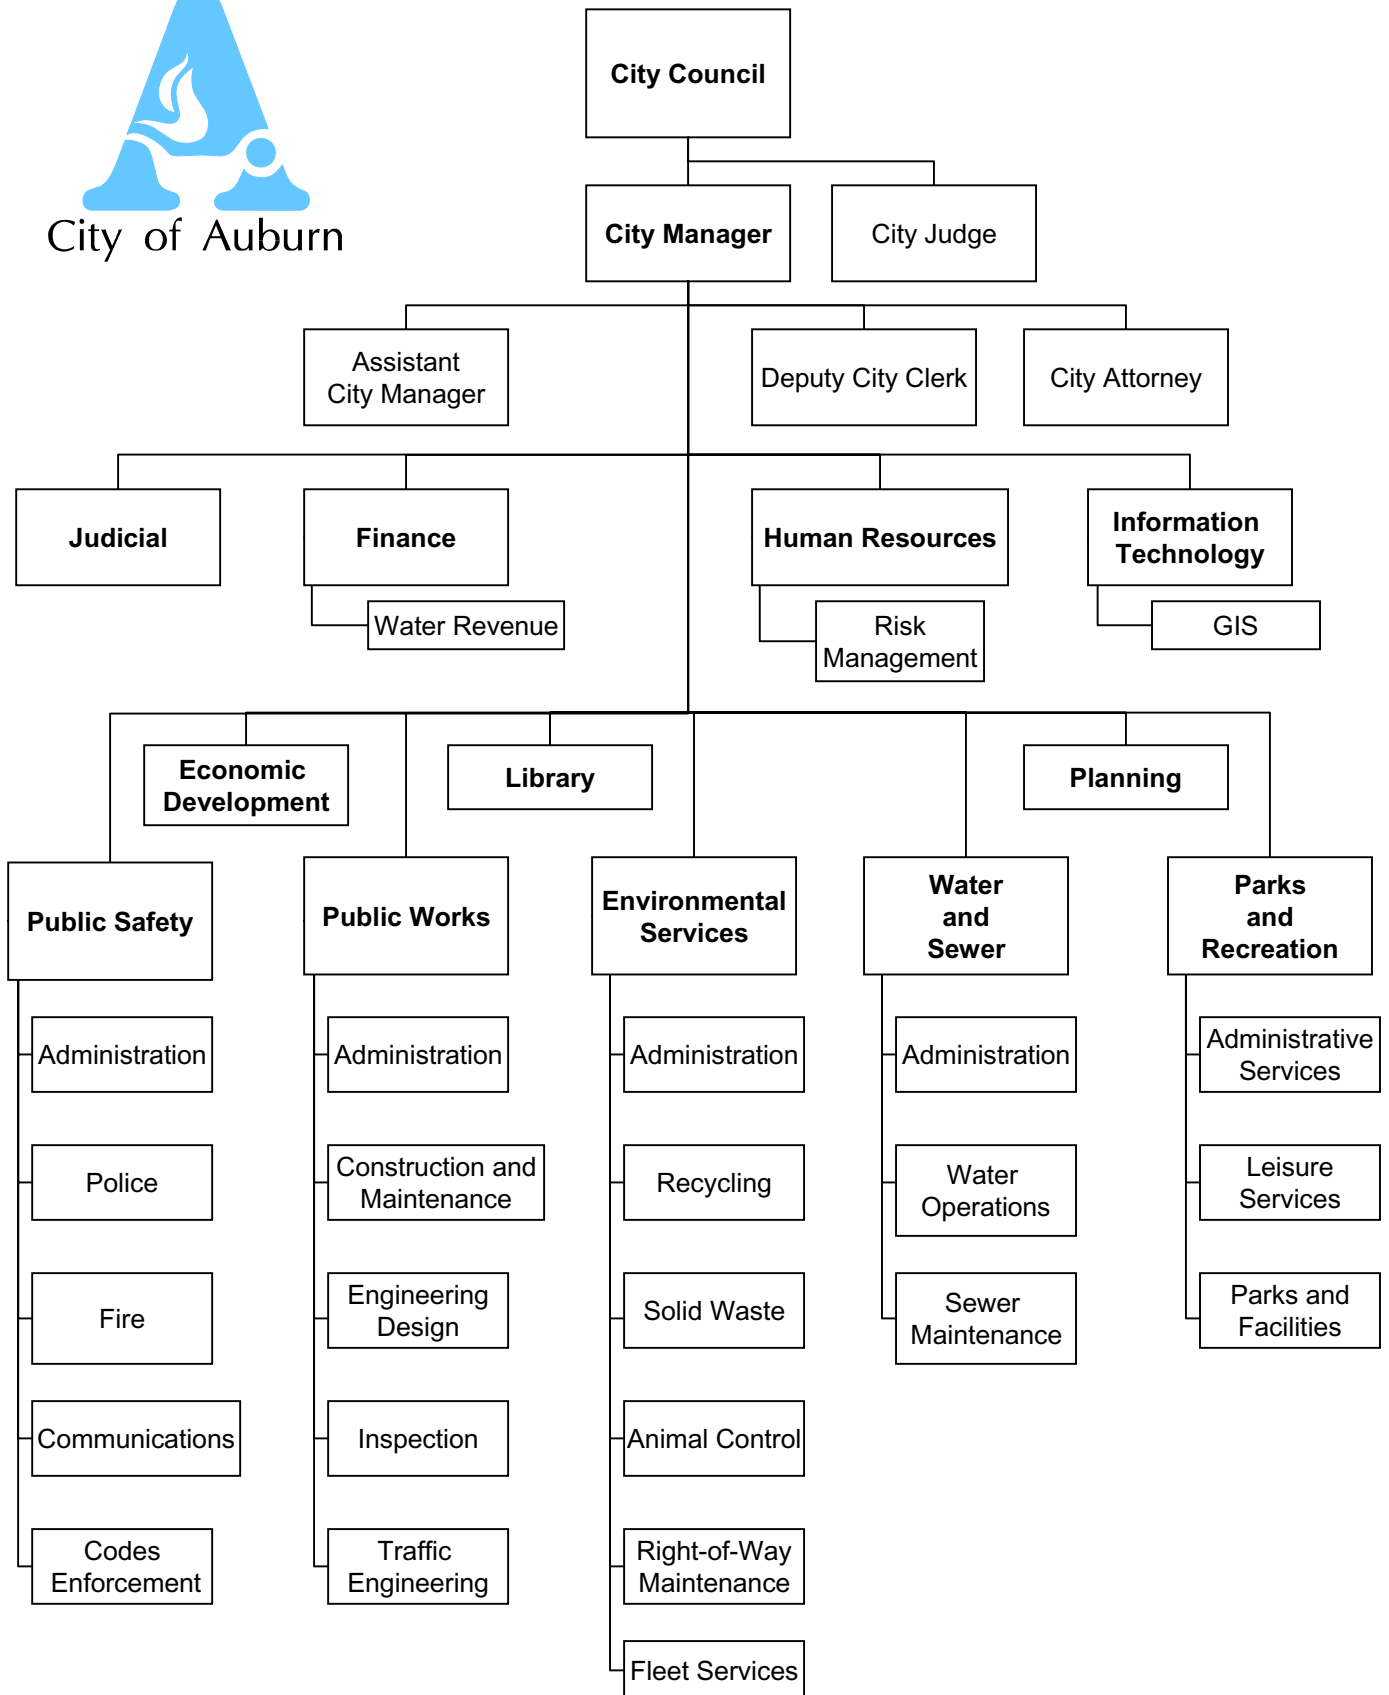 City Council
City of Auburn
City Manager
City Judge
Assistant
City Manager
Deputy City Clerk
City Attorney
Judicial
Finance
Human Resources
Information
Technology
Water Revenue
Risk
Management
GIS
Economic
Development
Library
Planning
Public Safety
Public Works
Environmental
Services
Water
and
Sewer
Parks
and
Recreation
Administration
Administration
Administration
Administration
Administrative
Services
Police
Construction and
Maintenance
Recycling
Water
Operations
Leisure
Services
Fire
Engineering
Design
Solid Waste
Sewer
Maintenance
Parks and
Facilities
Communications
Inspection
Animal Control
Codes
Enforcement
Traffic
Engineering
Right-of-Way
Maintenance
Fleet Services